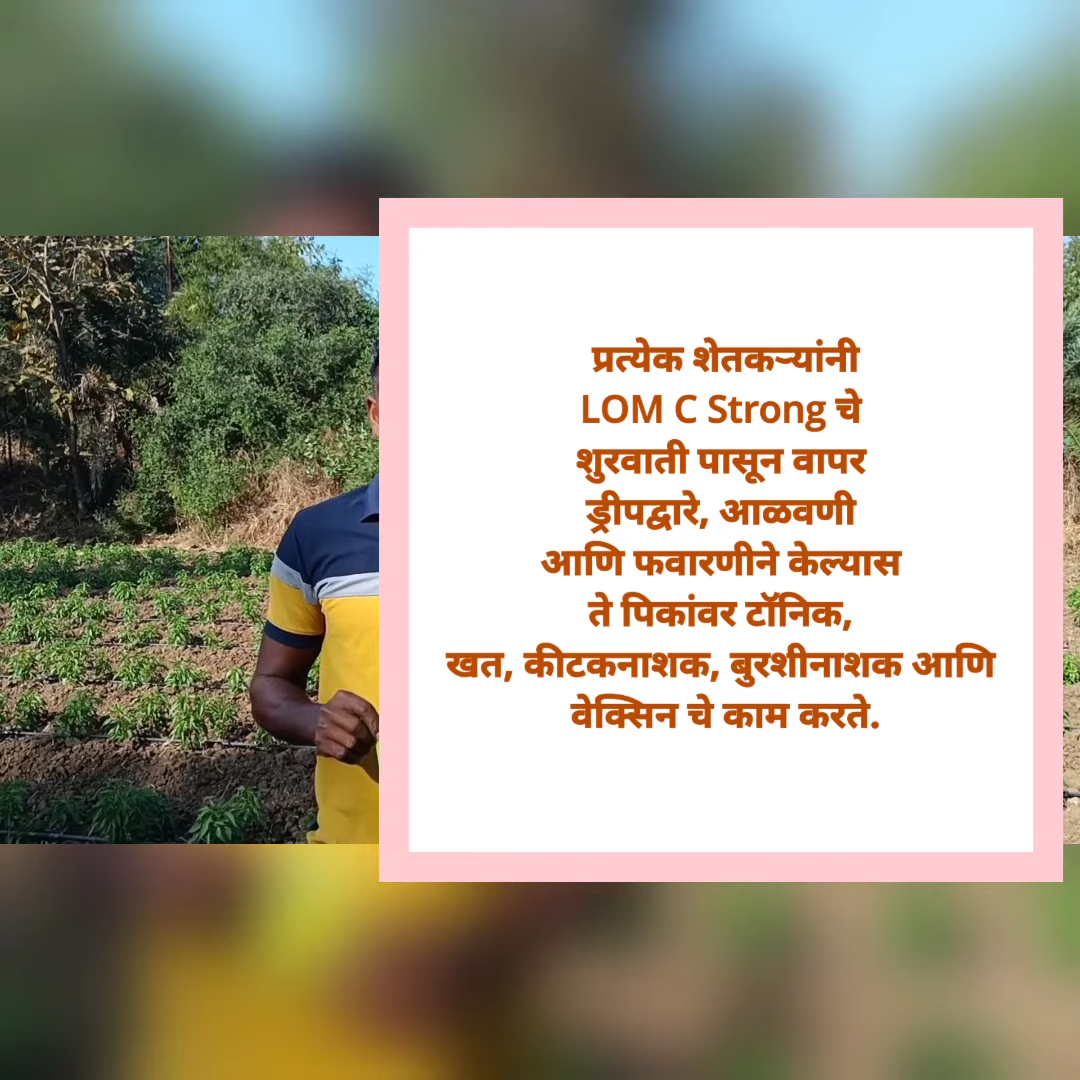 प्रत्येक शेतकऱ्यांनी
LOM C Strong चे
शुरवाती पासून वापर
ड्रीपद्वारे, आळवणी
आणि फवारणीने केल्यास
ते पिकांवर टॉनिक,
खत, कीटकनाशक, बुरशीनाशक आणि
वेक्सिन चे काम करते.